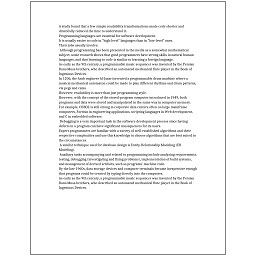 A study found that a few simple readability transformations made code shorter and
drastically reduced the time to understand it.
Programming languages are essential for software development.
It is usually easier to code in "high-level" languages than in "low-level" ones.
Their jobs usually involve:
Although programming has been presented in the media as a somewhat mathematical
subject, some research shows that good programmers have strong skills in natural human
languages, and that learning to code is similar to learning a foreign language.
As early as the 9th century, a programmable music sequencer was invented by the Persian
Banu Musa brothers, who described an automated mechanical flute player in the Book of
Ingenious Devices.
In 1206, the Arab engineer Al-Jazari invented a programmable drum machine where a
musical mechanical automaton could be made to play different rhythms and drum patterns,
via pegs and cams.
However, readability is more than just programming style.
However, with the concept of the stored-program computer introduced in 1949, both
programs and data were stored and manipulated in the same way in computer memory.
For example, COBOL is still strong in corporate data centers often on large mainframe
computers, Fortran in engineering applications, scripting languages in Web development,
and C in embedded software.
Debugging is a very important task in the software development process since having
defects in a program can have significant consequences for its users.
Expert programmers are familiar with a variety of well-established algorithms and their
respective complexities and use this knowledge to choose algorithms that are best suited to
the circumstances.
A similar technique used for database design is Entity-Relationship Modeling (ER
Modeling).
Auxiliary tasks accompanying and related to programming include analyzing requirements,
testing, debugging (investigating and fixing problems), implementation of build systems,
and management of derived artifacts, such as programs' machine code.
By the late 1960s, data storage devices and computer terminals became inexpensive enough
that programs could be created by typing directly into the computers.
As early as the 9th century, a programmable music sequencer was invented by the Persian
Banu Musa brothers, who described an automated mechanical flute player in the Book of
Ingenious Devices.